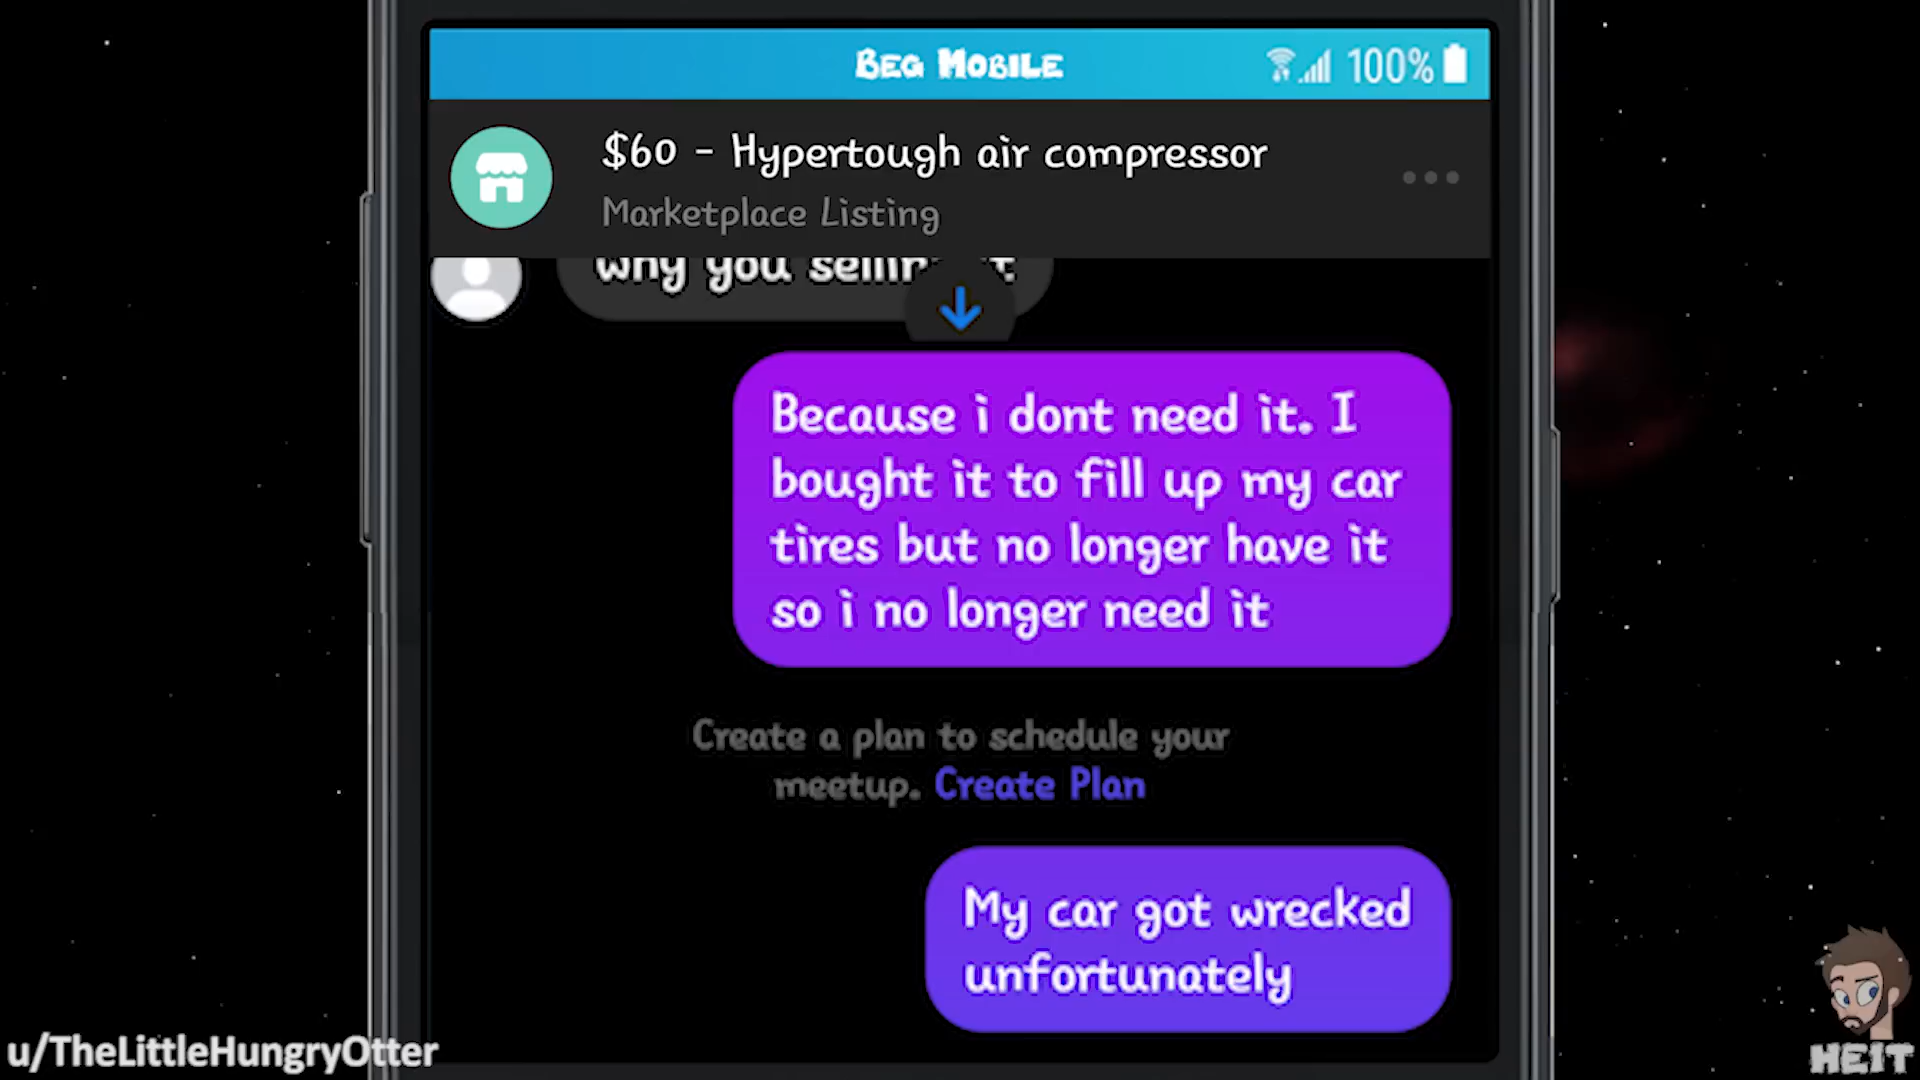 Beg Mobile
100%
$60 - Hypertough air compressor
Marketplace Listing
why you
Because i dont need it. I
bought it to fill up my car
tires but no longer have it
so i no longer need it
Create a plan to schedule your
meetup. Create Plan
My car got wrecked
unfortunately
u/TheLittleHungryOtter
HEIT